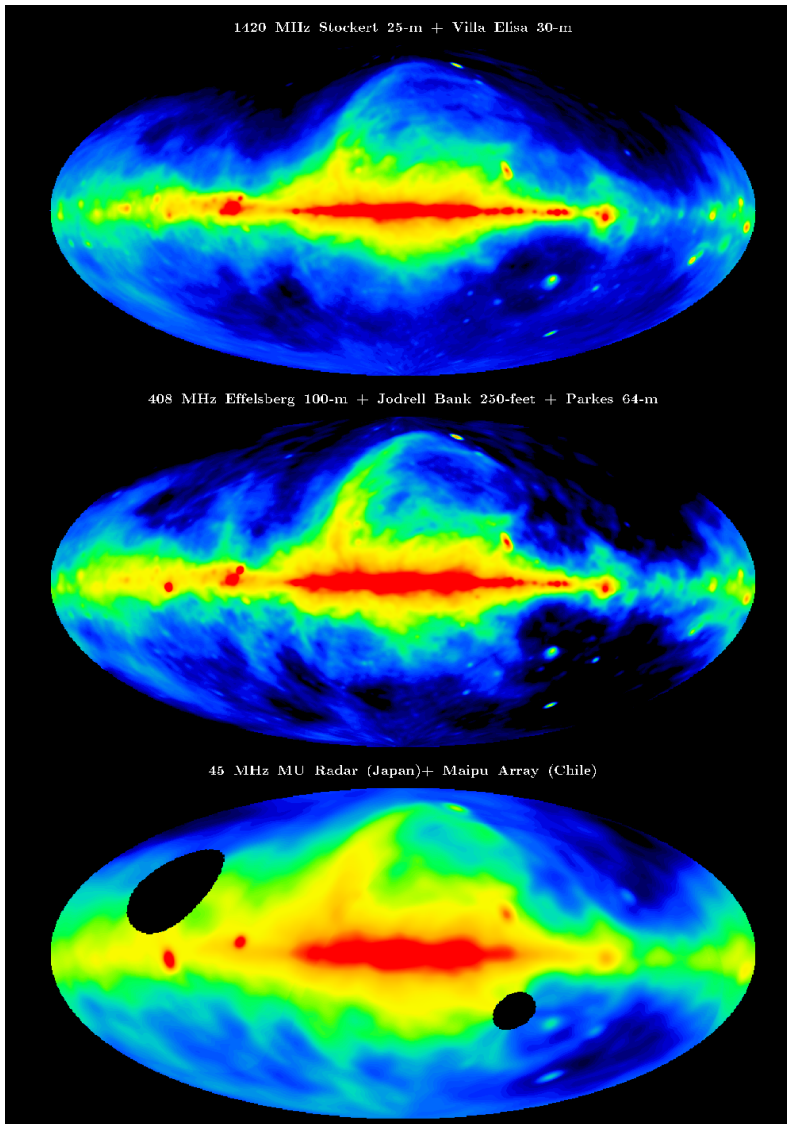 1420 MHz Stockert 25-m + Villa Elisa 30-m
408 MHz Effelsberg 100-m + Jodrell Bank 250-feet + Parkes 64-m
45 MHz MU Radar (Japan)+ Maipu Array (Chile)